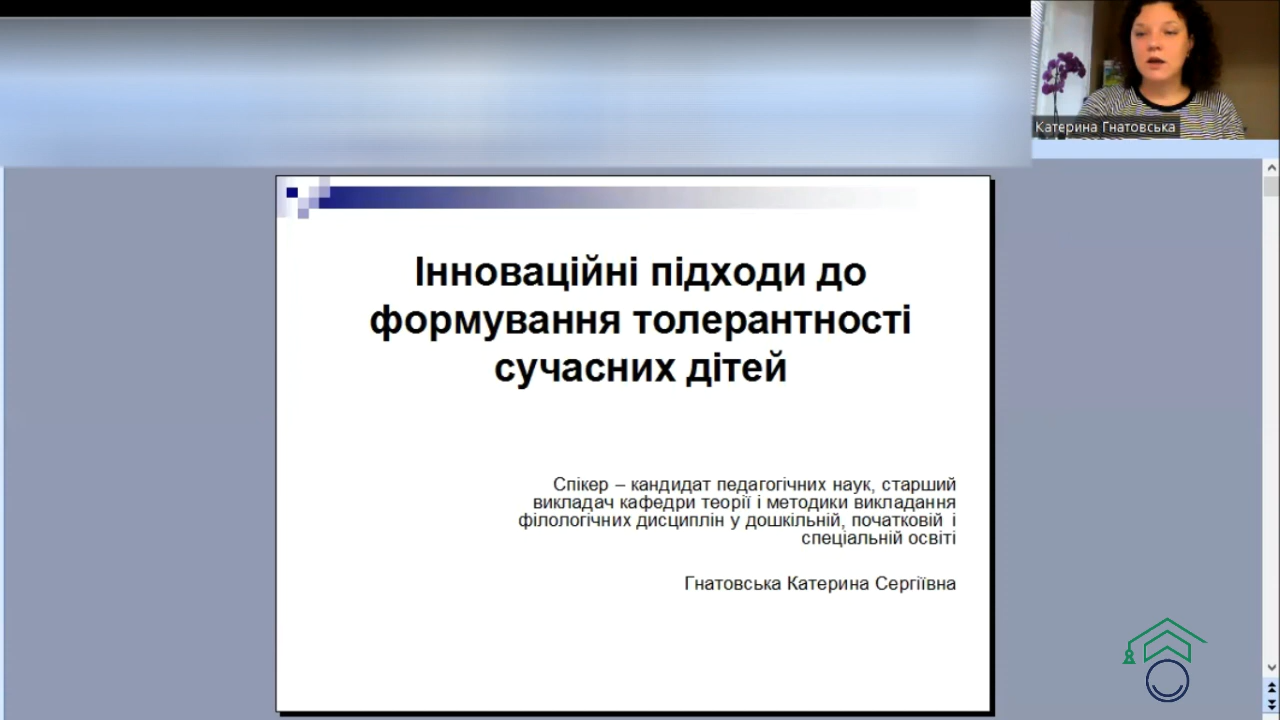 Катерина Гнатовська
Інноваційні підходи до
формування толерантності
сучасних дітей
Спікер – кандидат педагогічних наук, старший
викладач кафедри теорії і методики викладання
філологічних дисциплін у дошкільній, початковій і
спеціальній освіті
Гнатовська Катерина Сергіївна